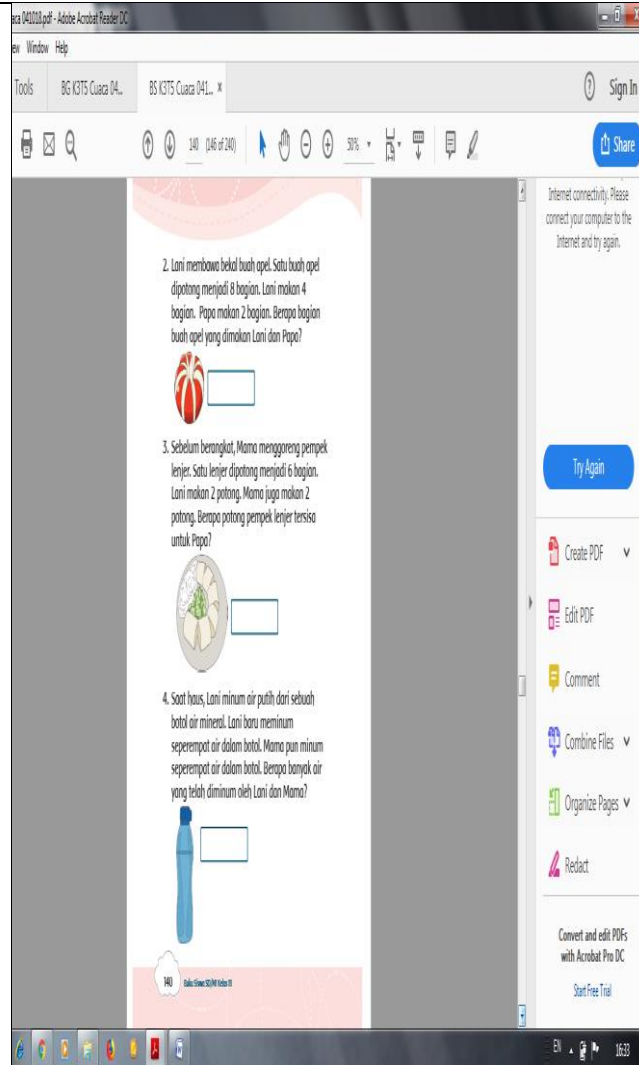 aca 041018.pdf - Adobe Acrobat Reader DC
ew Window Help
Tools BG K3T5 Cuaca 04... BS K3T5 Cuaca 041... x
Sign In
140 (146 of 240) 50% Share
Internet connectivity. Please
connect your computer to the
Internet and try again.
Try Again
Create PDF
Edit PDF
Comment
Combine Files
Organize Pages
Redact
Convert and edit PDFs
with Acrobat Pro DC
Start Free Trial
2. Lani membawa bekal buah apel. Satu buah apel
dipotong menjadi 8 bagian. Lani makan 4
bagian. Papa makan 2 bagian. Berapa bagian
buah apel yang dimakan Lani dan Papa?
3. Sebelum berangkat, Mama menggoreng pempek
lenjer. Satu lenjer dipotong menjadi 6 bagian.
Lani makan 2 potong. Mama juga makan 2
potong. Berapa potong pempek lenjer tersisa
untuk Papa?
4. Saat haus, Lani minum air putih dari sebuah
botol air mineral. Lani baru meminum
seperempat air dalam botol. Mama pun minum
seperempat air dalam botol. Berapa banyak air
yang telah diminum oleh Lani dan Mama?
140 Buku Siswa SD/MI Kelas III
EN 16:33